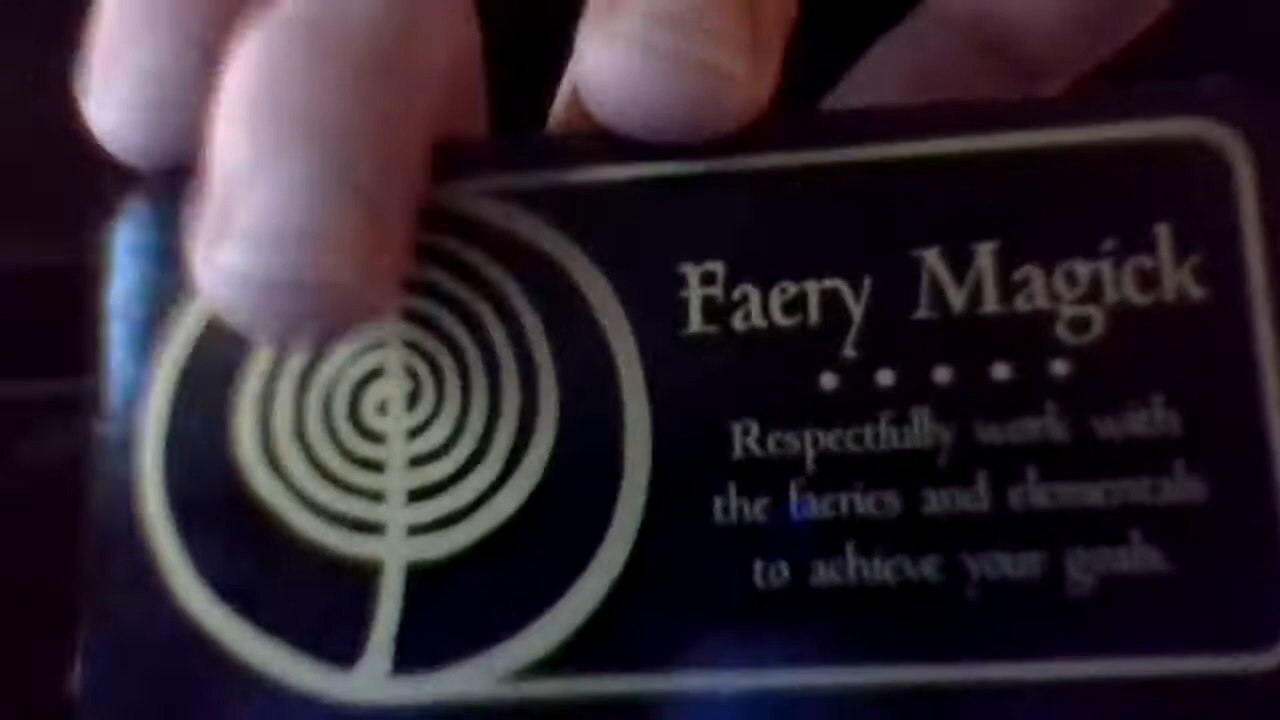 Faery Magick
Respectfully work with
the faeries and elementals
to achieve your goals.